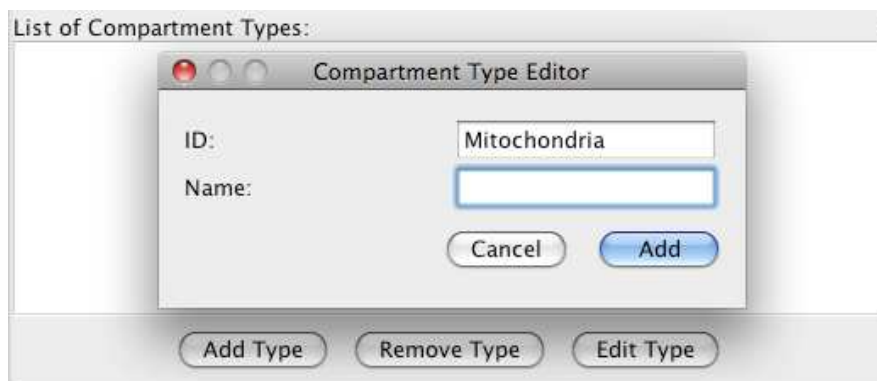 List of Compartment Types:
Compartment Type Editor
ID: Mitochondria
Name:
Cancel Add
Add Type Remove Type Edit Type